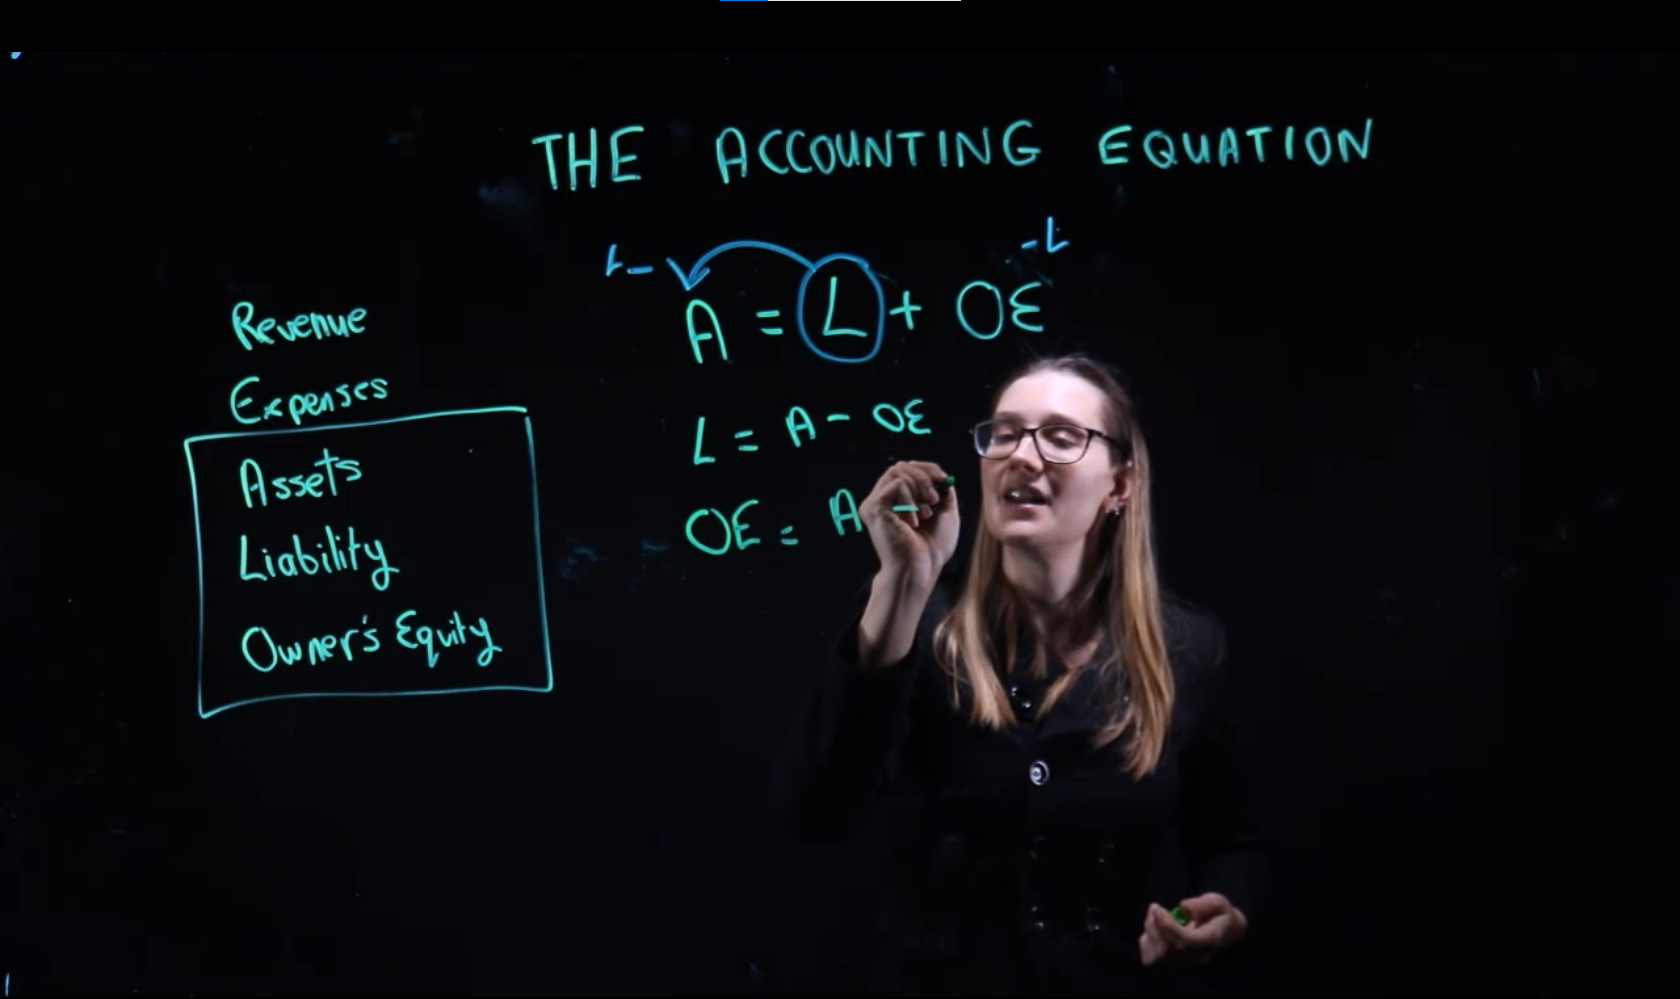 THE ACCOUNTING EQUATION
L- -L
A = L + OE
L = A - OE
OE = A -
Revenue
Expenses
Assets
Liability
Owner's Equity